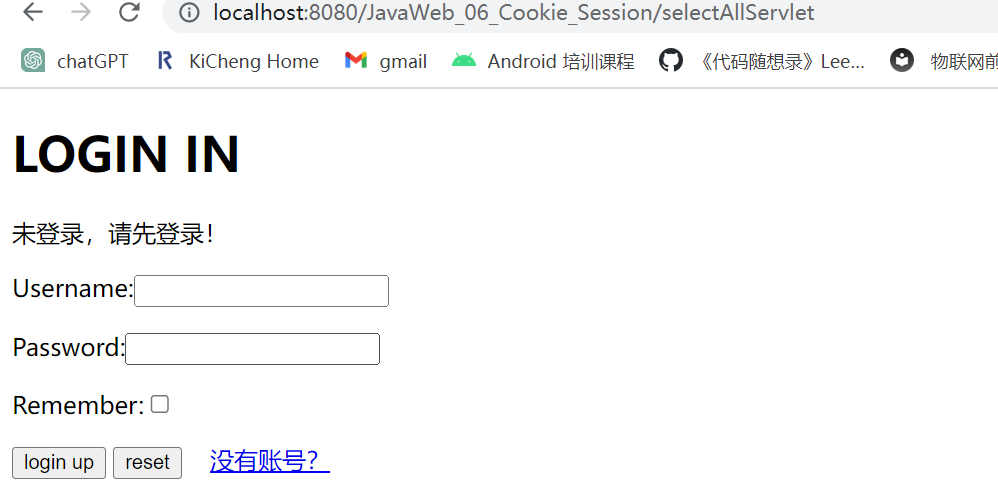 localhost:8080/JavaWeb_06_Cookie_Session/selectAllServlet
chatGPT KiCheng Home gmail Android 培训课程 《代码随想录》Lee... 物联网前
LOGIN IN
未登录，请先登录！
Username:
Password:
Remember:
login up reset 没有账号？